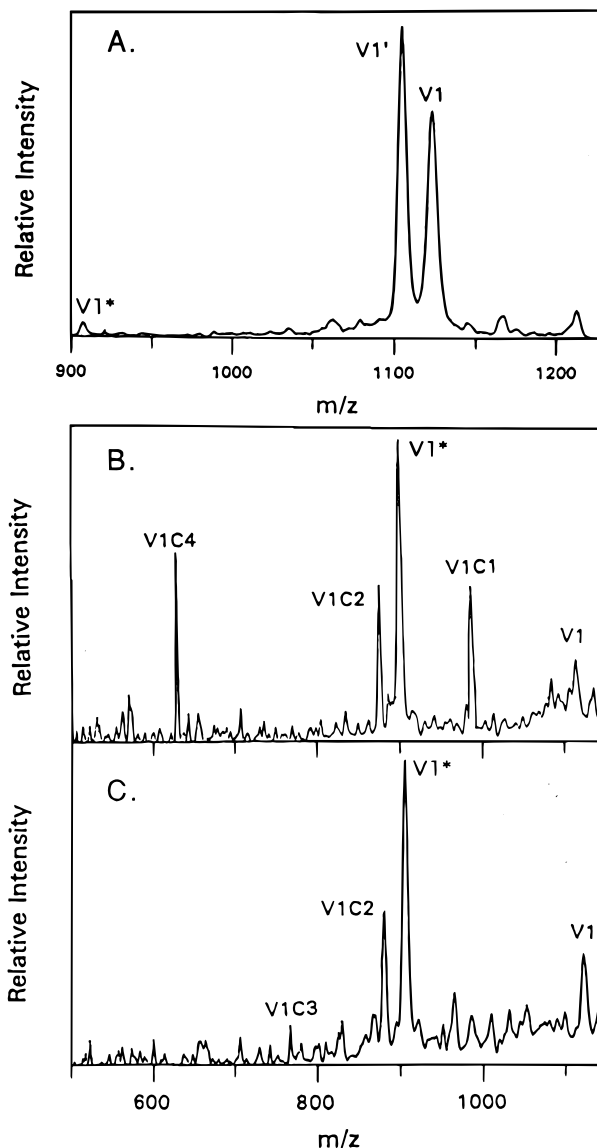 A.
V1'
V1
V1*
Relative Intensity
900 1000 1100 1200
m/z
B.
V1*
V1C4
V1C2
V1C1
V1
Relative Intensity
C.
V1*
V1C2
V1
V1C3
Relative Intensity
600 800 1000
m/z